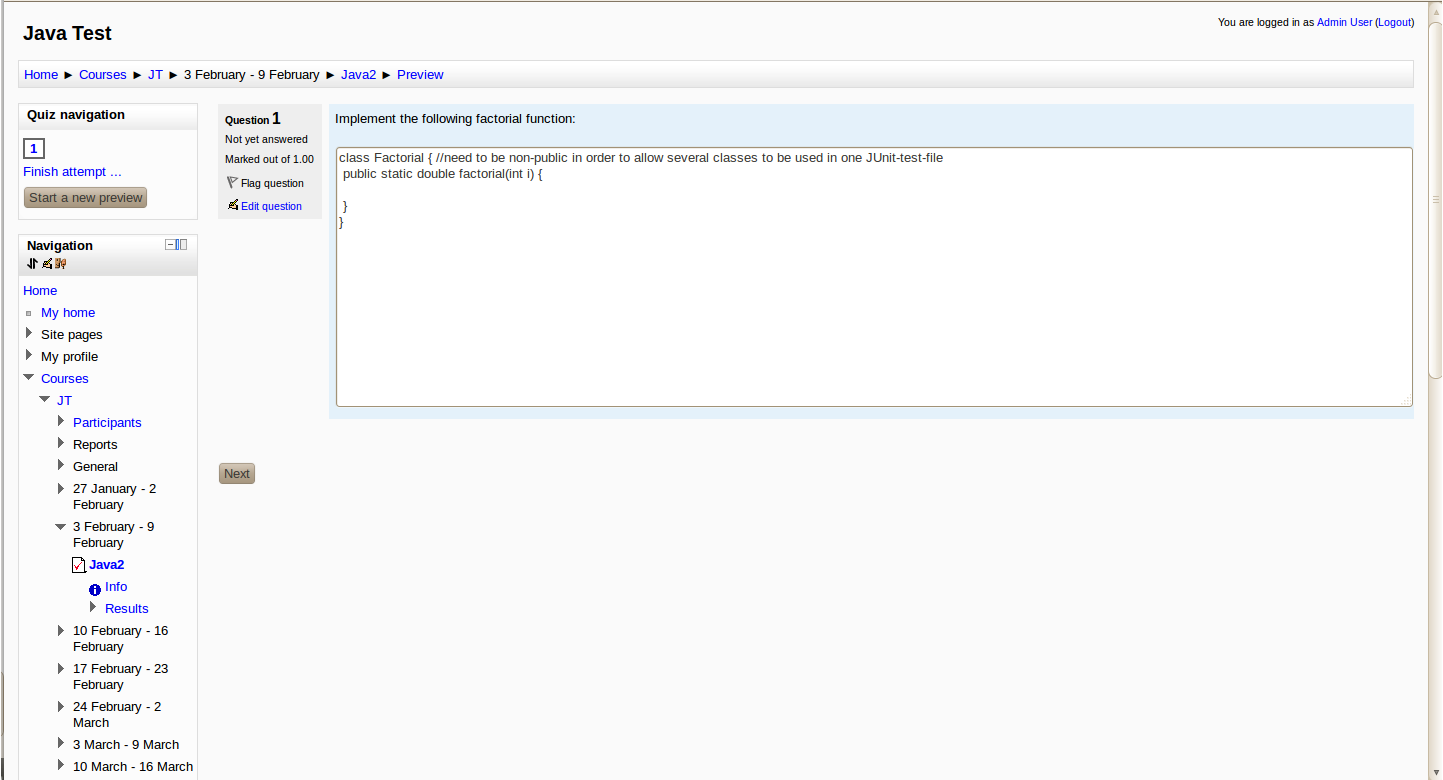 Java Test
You are logged in as Admin User (Logout)
Home ► Courses ► JT ► 3 February - 9 February ► Java2 ► Preview
Quiz navigation
1
Finish attempt ...
Start a new preview
Navigation
Home
My home
Site pages
My profile
Courses
JT
Participants
Reports
General
27 January - 2
February
3 February - 9
February
Java2
Info
Results
10 February - 16
February
17 February - 23
February
24 February - 2
March
3 March - 9 March
10 March - 16 March
Question 1
Not yet answered
Marked out of 1.00
Flag question
Edit question
Implement the following factorial function:
class Factorial { //need to be non-public in order to allow several classes to be used in one JUnit-test-file
public static double factorial(int i) {
}
}
Next